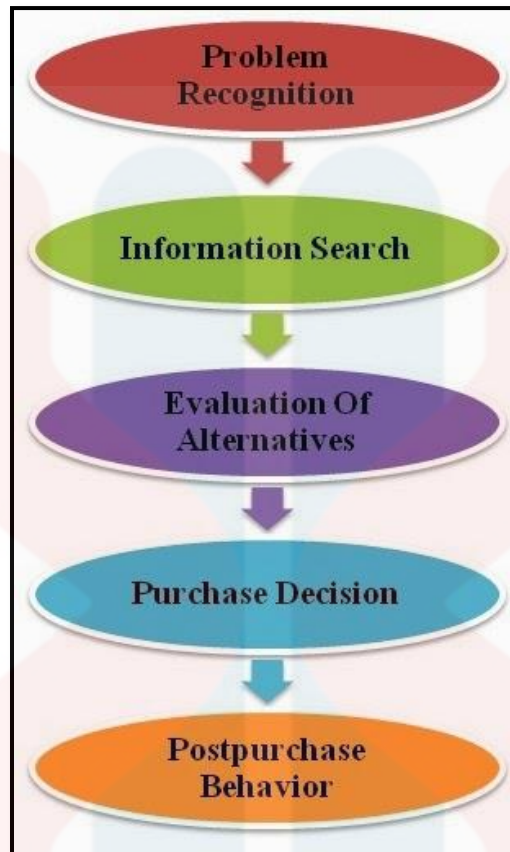 Problem
Recognition
Information Search
Evaluation Of
Alternatives
Purchase Decision
Postpurchase
Behavior